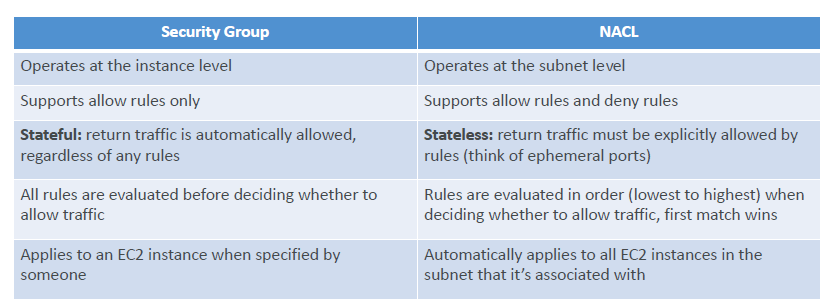 Security Group
NACL
Operates at the instance level
Operates at the subnet level
Supports allow rules only
Supports allow rules and deny rules
Stateful: return traffic is automatically allowed,
regardless of any rules
Stateless: return traffic must be explicitly allowed by
rules (think of ephemeral ports)
All rules are evaluated before deciding whether to
allow traffic
Rules are evaluated in order (lowest to highest) when
deciding whether to allow traffic, first match wins
Applies to an EC2 instance when specified by
someone
Automatically applies to all EC2 instances in the
subnet that it's associated with